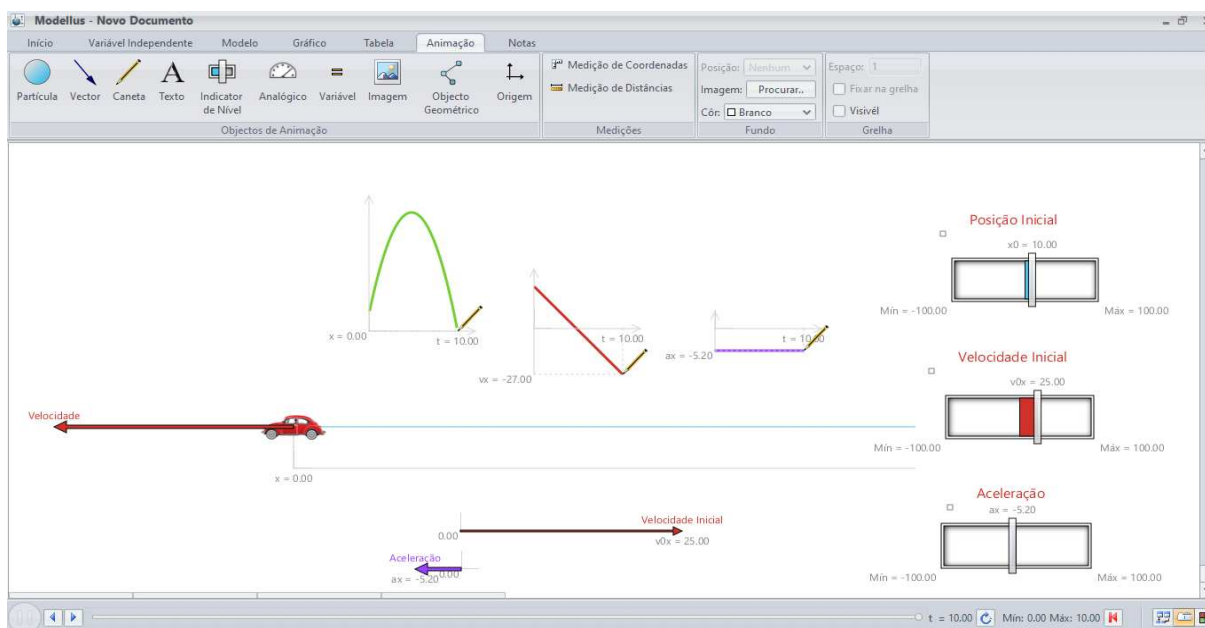 Modellus - Novo Documento
Início Variável Independente Modelo Gráfico Tabela Animação Notas
Partícula Vector Caneta Texto Indicator de Nível Analógico Variável Imagem Objecto Geométrico Origem
Objectos de Animação
Medição de Coordenadas
Medição de Distâncias
Medições
Posição: Nenhum
Imagem: Procurar..
Côr: Branco
Fundo
Espaço: 1
Fixar na grelha
Visivél
Grelha
x = 0.00
t = 10.00
t = 10.00
vx = -27.00
t = 10.00
ax = -5.20
Posição Inicial
x0 = 10.00
Mín = -100.00 Máx = 100.00
Velocidade Inicial
v0x = 25.00
Mín = -100.00 Máx = 100.00
Velocidade
x = 0.00
Aceleração
ax = -5.20
Mín = -100.00 Máx = 100.00
Velocidade Inicial
0.00
v0x = 25.00
Aceleração
0.00
ax = -5.20
t = 10.00 Mín: 0.00 Máx: 10.00